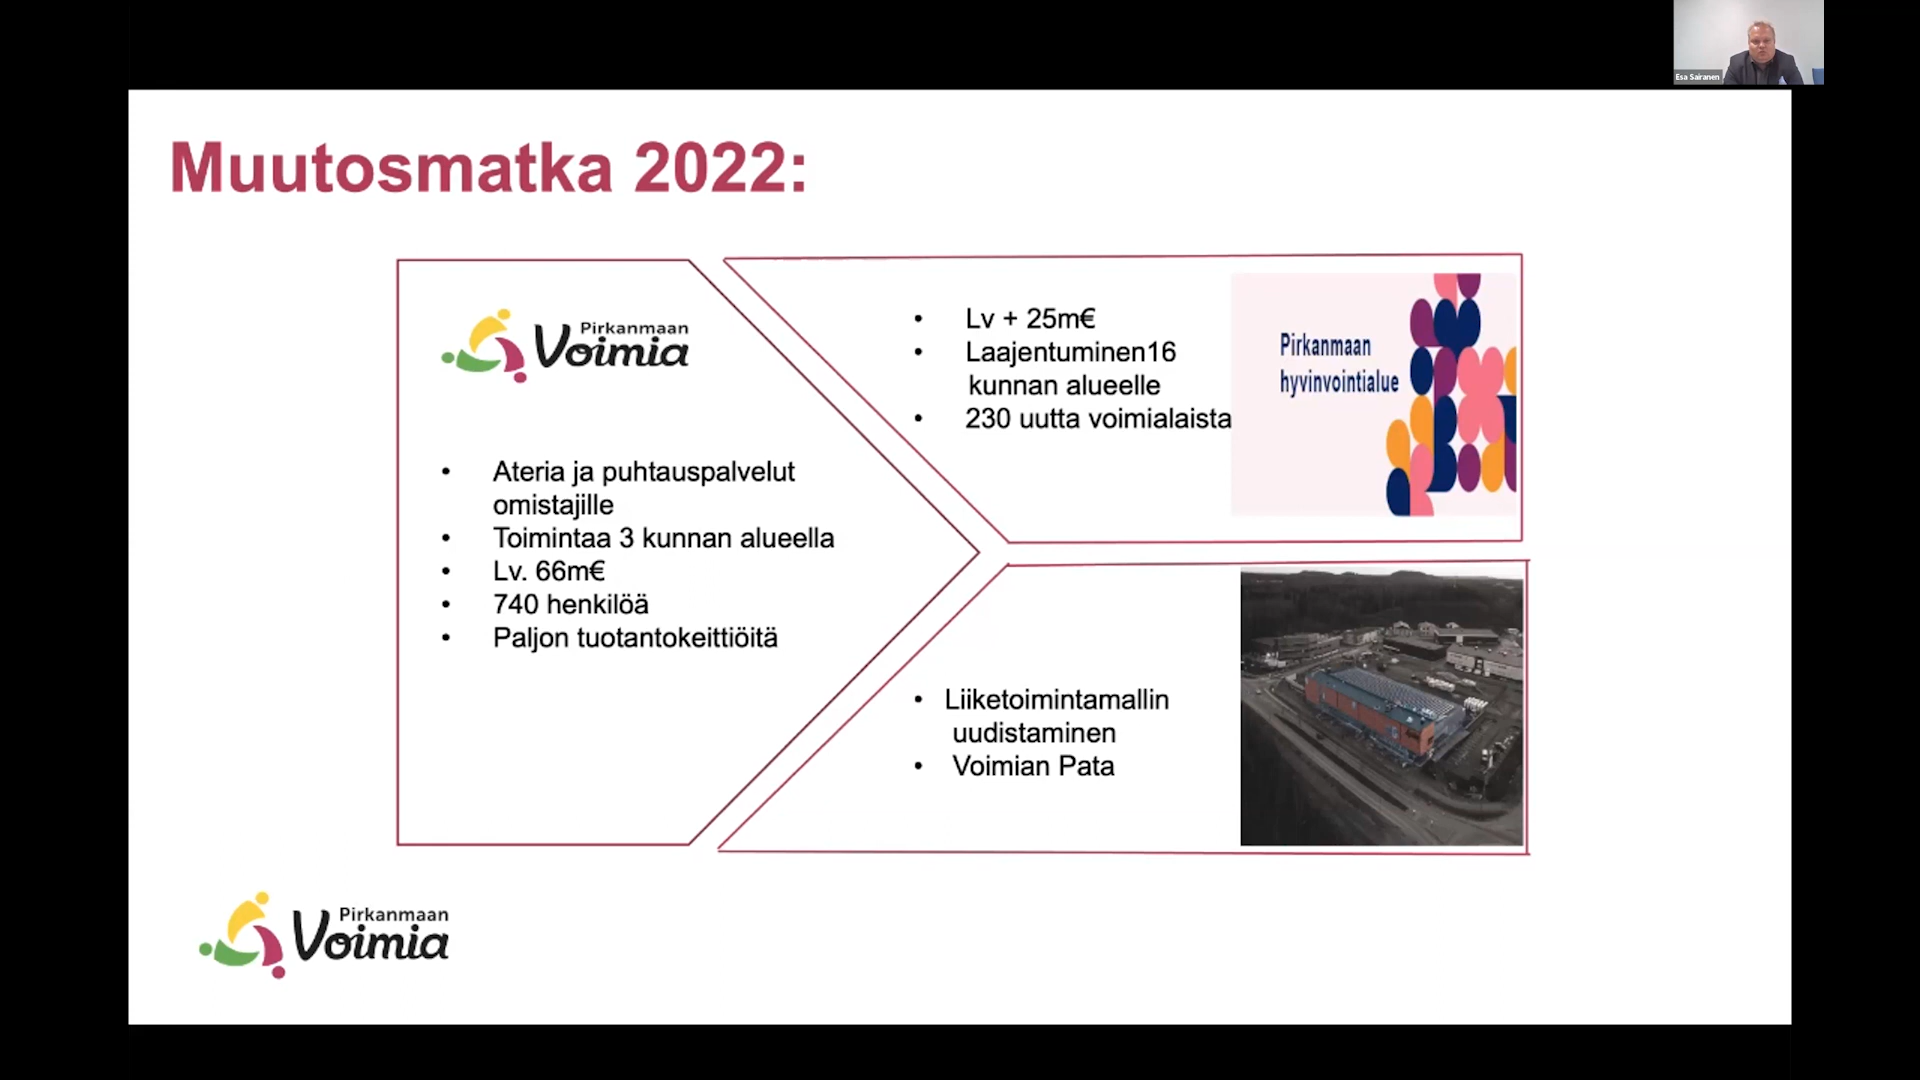 Esa Sairanen
Muutosmatka 2022:
Pirkanmaan
Voimia
• Ateria ja puhtauspalvelut
omistajille
• Toimintaa 3 kunnan alueella
• Lv. 66m€
• 740 henkilöä
• Paljon tuotantokeittiöitä
• Lv + 25m€
• Laajentuminen16
kunnan alueelle
• 230 uutta voimialaista
Pirkanmaan
hyvinvointialue
• Liiketoimintamallin
uudistaminen
• Voimian Pata
Pirkanmaan
Voimia